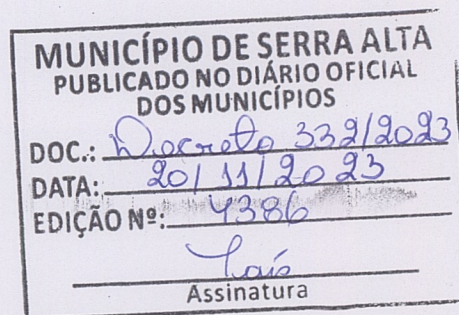 MUNICÍPIO DE SERRA ALTA
PUBLICADO NO DIÁRIO OFICIAL
DOS MUNICÍPIOS
DOC.: Decreto 332/2023
DATA: 20/11/2023
EDIÇÃO Nº: 4386
Laís
Assinatura